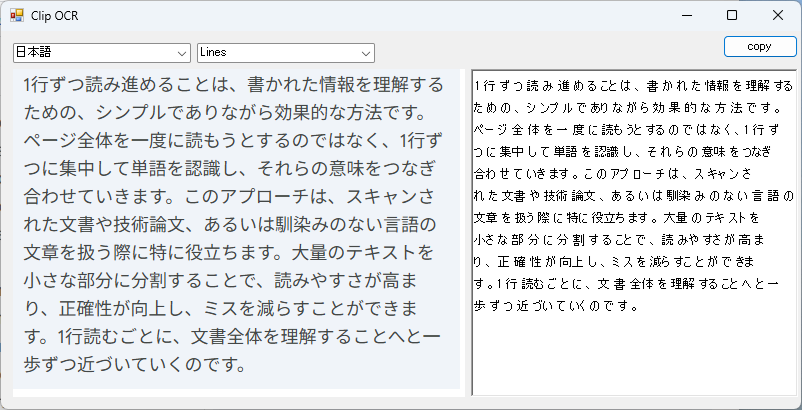 Clip OCR
日本語
Lines
copy
1行ずつ読み進めることは、書かれた情報を理解する
ための、シンプルでありながら効果的な方法です。
ページ全体を一度に読もうとするのではなく、1行ず
つに集中して単語を認識し、それらの意味をつなぎ
合わせていきます。このアプローチは、スキャンさ
れた文書や技術論文、あるいは馴染みのない言語の
文章を扱う際に特に役立ちます。大量のテキストを
小さな部分に分割することで、読みやすさが高ま
り、正確性が向上し、ミスを減らすことができま
す。1行読むごとに、文書全体を理解することへと一
歩ずつ近づいていくのです。
1 行 ず つ 読 み 進 め る こ と は 、 書 か れ た 情 報 を 理 解 す る
た め の 、 シ ン プ ル で あ り な が ら 効 果 的 な 方 法 で す 。
ペ ー ジ 全 体 を 一 度 に 読 も う と す る の で は な く 、 1 行 ず
つ に 集 中 し て 単 語 を 認 識 し 、 そ れ ら の 意 味 を つ な ぎ
合 わ せ て い き ま す 。 こ の ア プ ロ ー チ は 、 ス キ ャ ン さ
れ た 文 書 や 技 術 論 文 、 あ る い は 馴 染 み の な い 言 語 の
文 章 を 扱 う 際 に 特 に 役 立 ち ま す 。 大 量 の テ キ ス ト を
小 さ な 部 分 に 分 割 す る こ と で 、 読 み や す さ が 高 ま
り 、 正 確 性 が 向 上 し 、 ミ ス を 減 ら す こ と が で き ま
す 。 1 行 読 む ご と に 、 文 書 全 体 を 理 解 す る こ と へ と 一
歩 ず つ 近 づ い て い く の で す 。